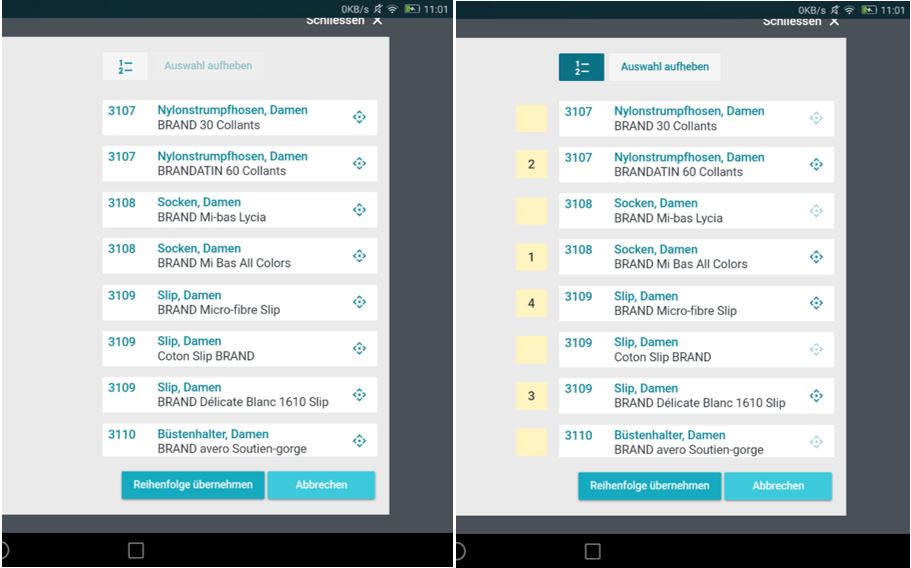 0KB/s 11:01
Schliessen X
1 2 Auswahl aufheben
3107 Nylonstrumpfhosen, Damen
BRAND 30 Collants
3107 Nylonstrumpfhosen, Damen
BRANDATIN 60 Collants
3108 Socken, Damen
BRAND Mi-bas Lycia
3108 Socken, Damen
BRAND Mi Bas All Colors
3109 Slip, Damen
BRAND Micro-fibre Slip
3109 Slip, Damen
Coton Slip BRAND
3109 Slip, Damen
BRAND Délicate Blanc 1610 Slip
3110 Büstenhalter, Damen
BRAND avero Soutien-gorge
Reihenfolge übernehmen Abbrechen
0KB/s 11:01
Schliessen X
1 2 Auswahl aufheben
3107 Nylonstrumpfhosen, Damen
BRAND 30 Collants
2 3107 Nylonstrumpfhosen, Damen
BRANDATIN 60 Collants
3108 Socken, Damen
BRAND Mi-bas Lycia
1 3108 Socken, Damen
BRAND Mi Bas All Colors
4 3109 Slip, Damen
BRAND Micro-fibre Slip
3109 Slip, Damen
Coton Slip BRAND
3 3109 Slip, Damen
BRAND Délicate Blanc 1610 Slip
3110 Büstenhalter, Damen
BRAND avero Soutien-gorge
Reihenfolge übernehmen Abbrechen